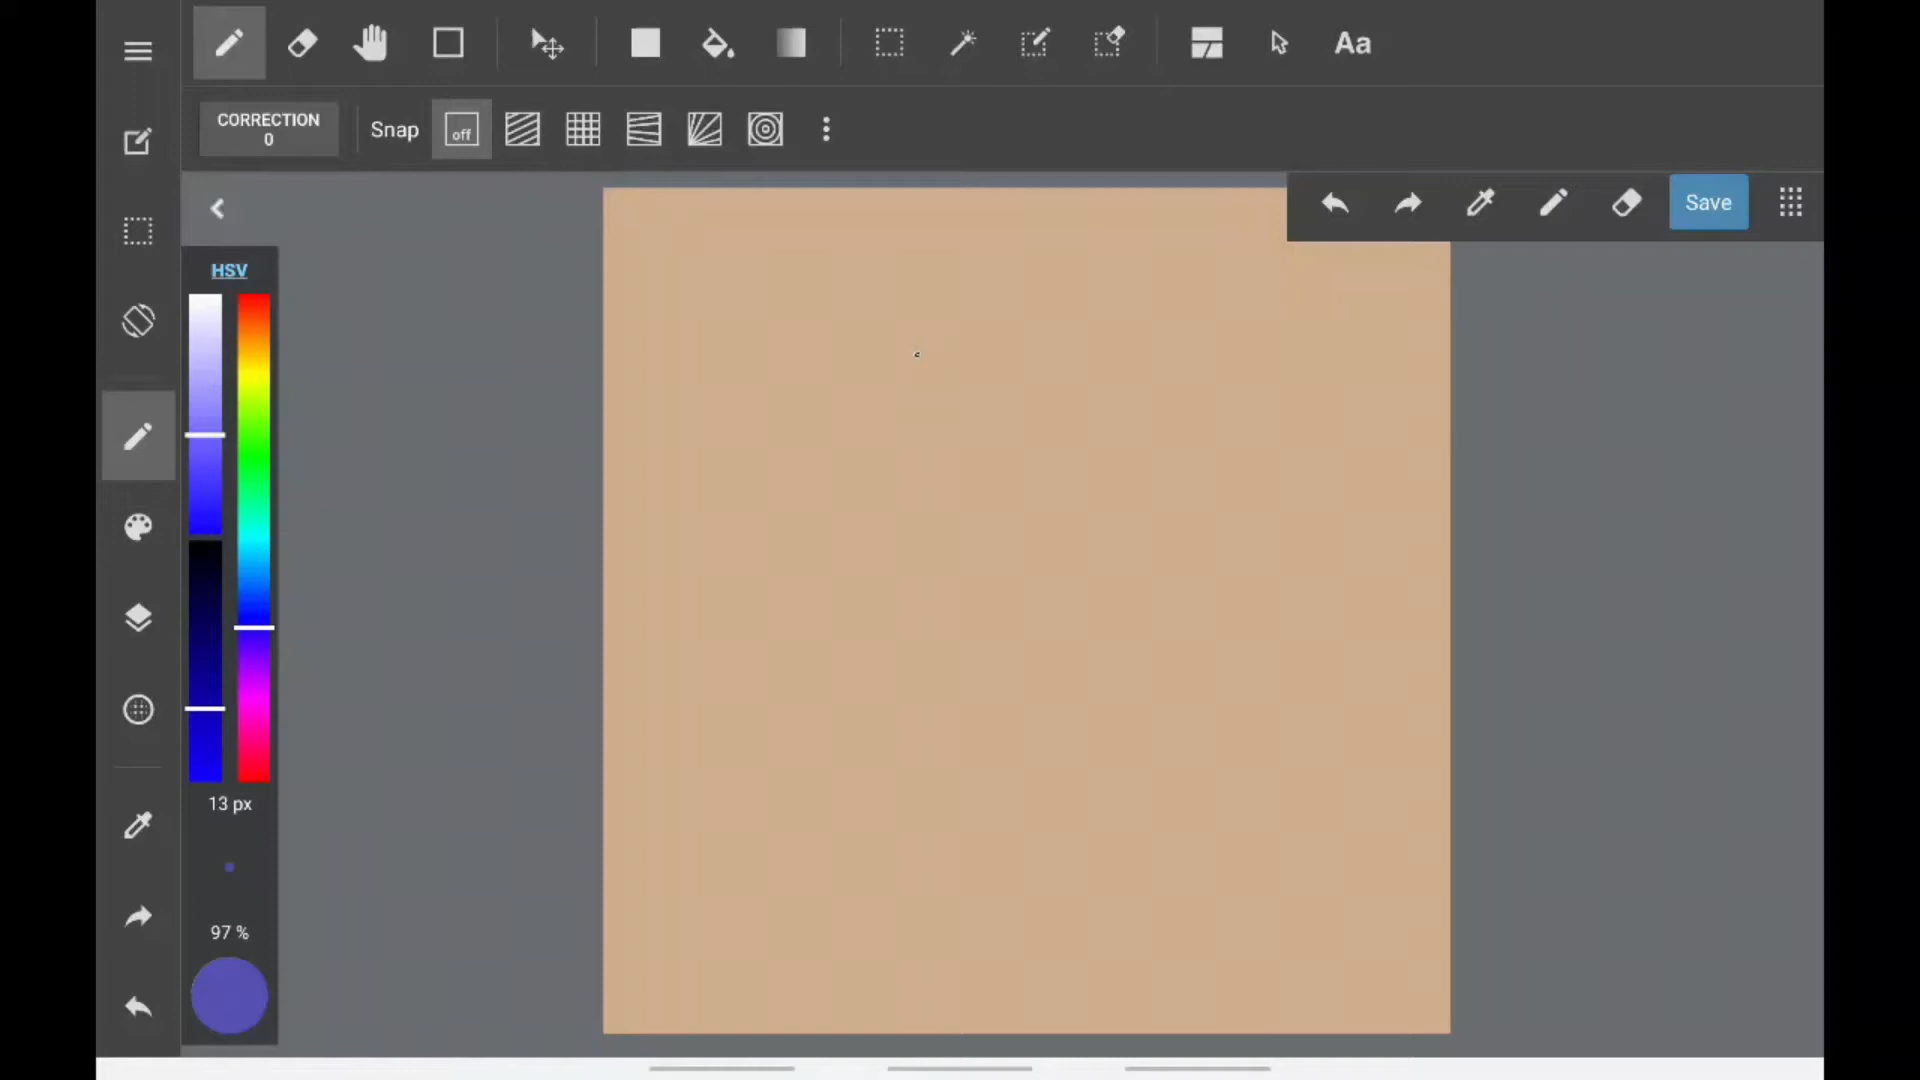 Aa
CORRECTION
0
Snap
off
Save
HSV
13 px
97 %